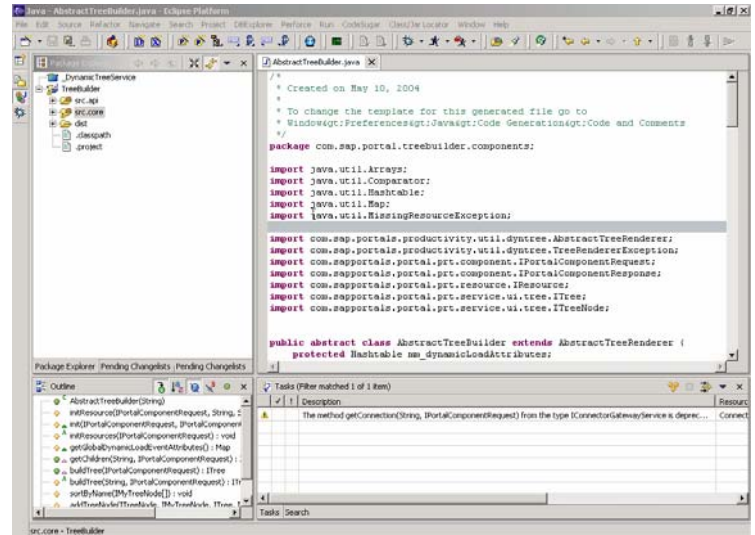 Java - AbstractTreeBuilder.java - Eclipse Platform
File Edit Source Refactor Navigate Search Project Perforce Run CodeSugar Class/Jar Locator Window Help
Package Explorer
_DynamicTreeService
TreeBuilder
src.api
src.core
dist
.classpath
.project
Package Explorer Pending Changelists Pending Changelists
AbstractTreeBuilder.java
/*
* Created on May 10, 2004
*
* To change the template for this generated file go to
* Window&gt;Preferences&gt;Java&gt;Code Generation&gt;Code and Comments
*/
package com.sap.portal.treebuilder.components;
import java.util.Arrays;
import java.util.Comparator;
import java.util.Hashtable;
import java.util.Map;
import java.util.MissingResourceException;
import com.sap.portals.productivity.util.dyntree.AbstractTreeRenderer;
import com.sap.portals.productivity.util.dyntree.TreeRendererException;
import com.sapportals.portal.prt.component.IPortalComponentRequest;
import com.sapportals.portal.prt.component.IPortalComponentResponse;
import com.sapportals.portal.prt.resource.IResource;
import com.sapportals.portal.prt.service.ui.tree.ITree;
import com.sapportals.portal.prt.service.ui.tree.ITreeNode;
public abstract class AbstractTreeBuilder extends AbstractTreeRenderer {
protected Hashtable mm_dynamicLoadAttributes;
Outline
AbstractTreeBuilder(String)
initResource(IPortalComponentRequest, String, S
init(IPortalComponentRequest, IPortalComponent
initResources(IPortalComponentRequest) : void
getGlobalDynamicLoadEventAttributes() : Map
getChildren(String, IPortalComponentRequest) :
buildTree(IPortalComponentRequest) : ITree
buildTree(String, IPortalComponentRequest) : ITr
sortByName(IMyTreeNode[]) : void
addTreeNode(ITreeNode, IMyTreeNode, ITree, I
Tasks (Filter matched 1 of 1 item)
! Description Resourc
The method getConnection(String, IPortalComponentRequest) from the type IConnectorGatewayService is deprec... Connect
Tasks Search
src.core - TreeBuilder